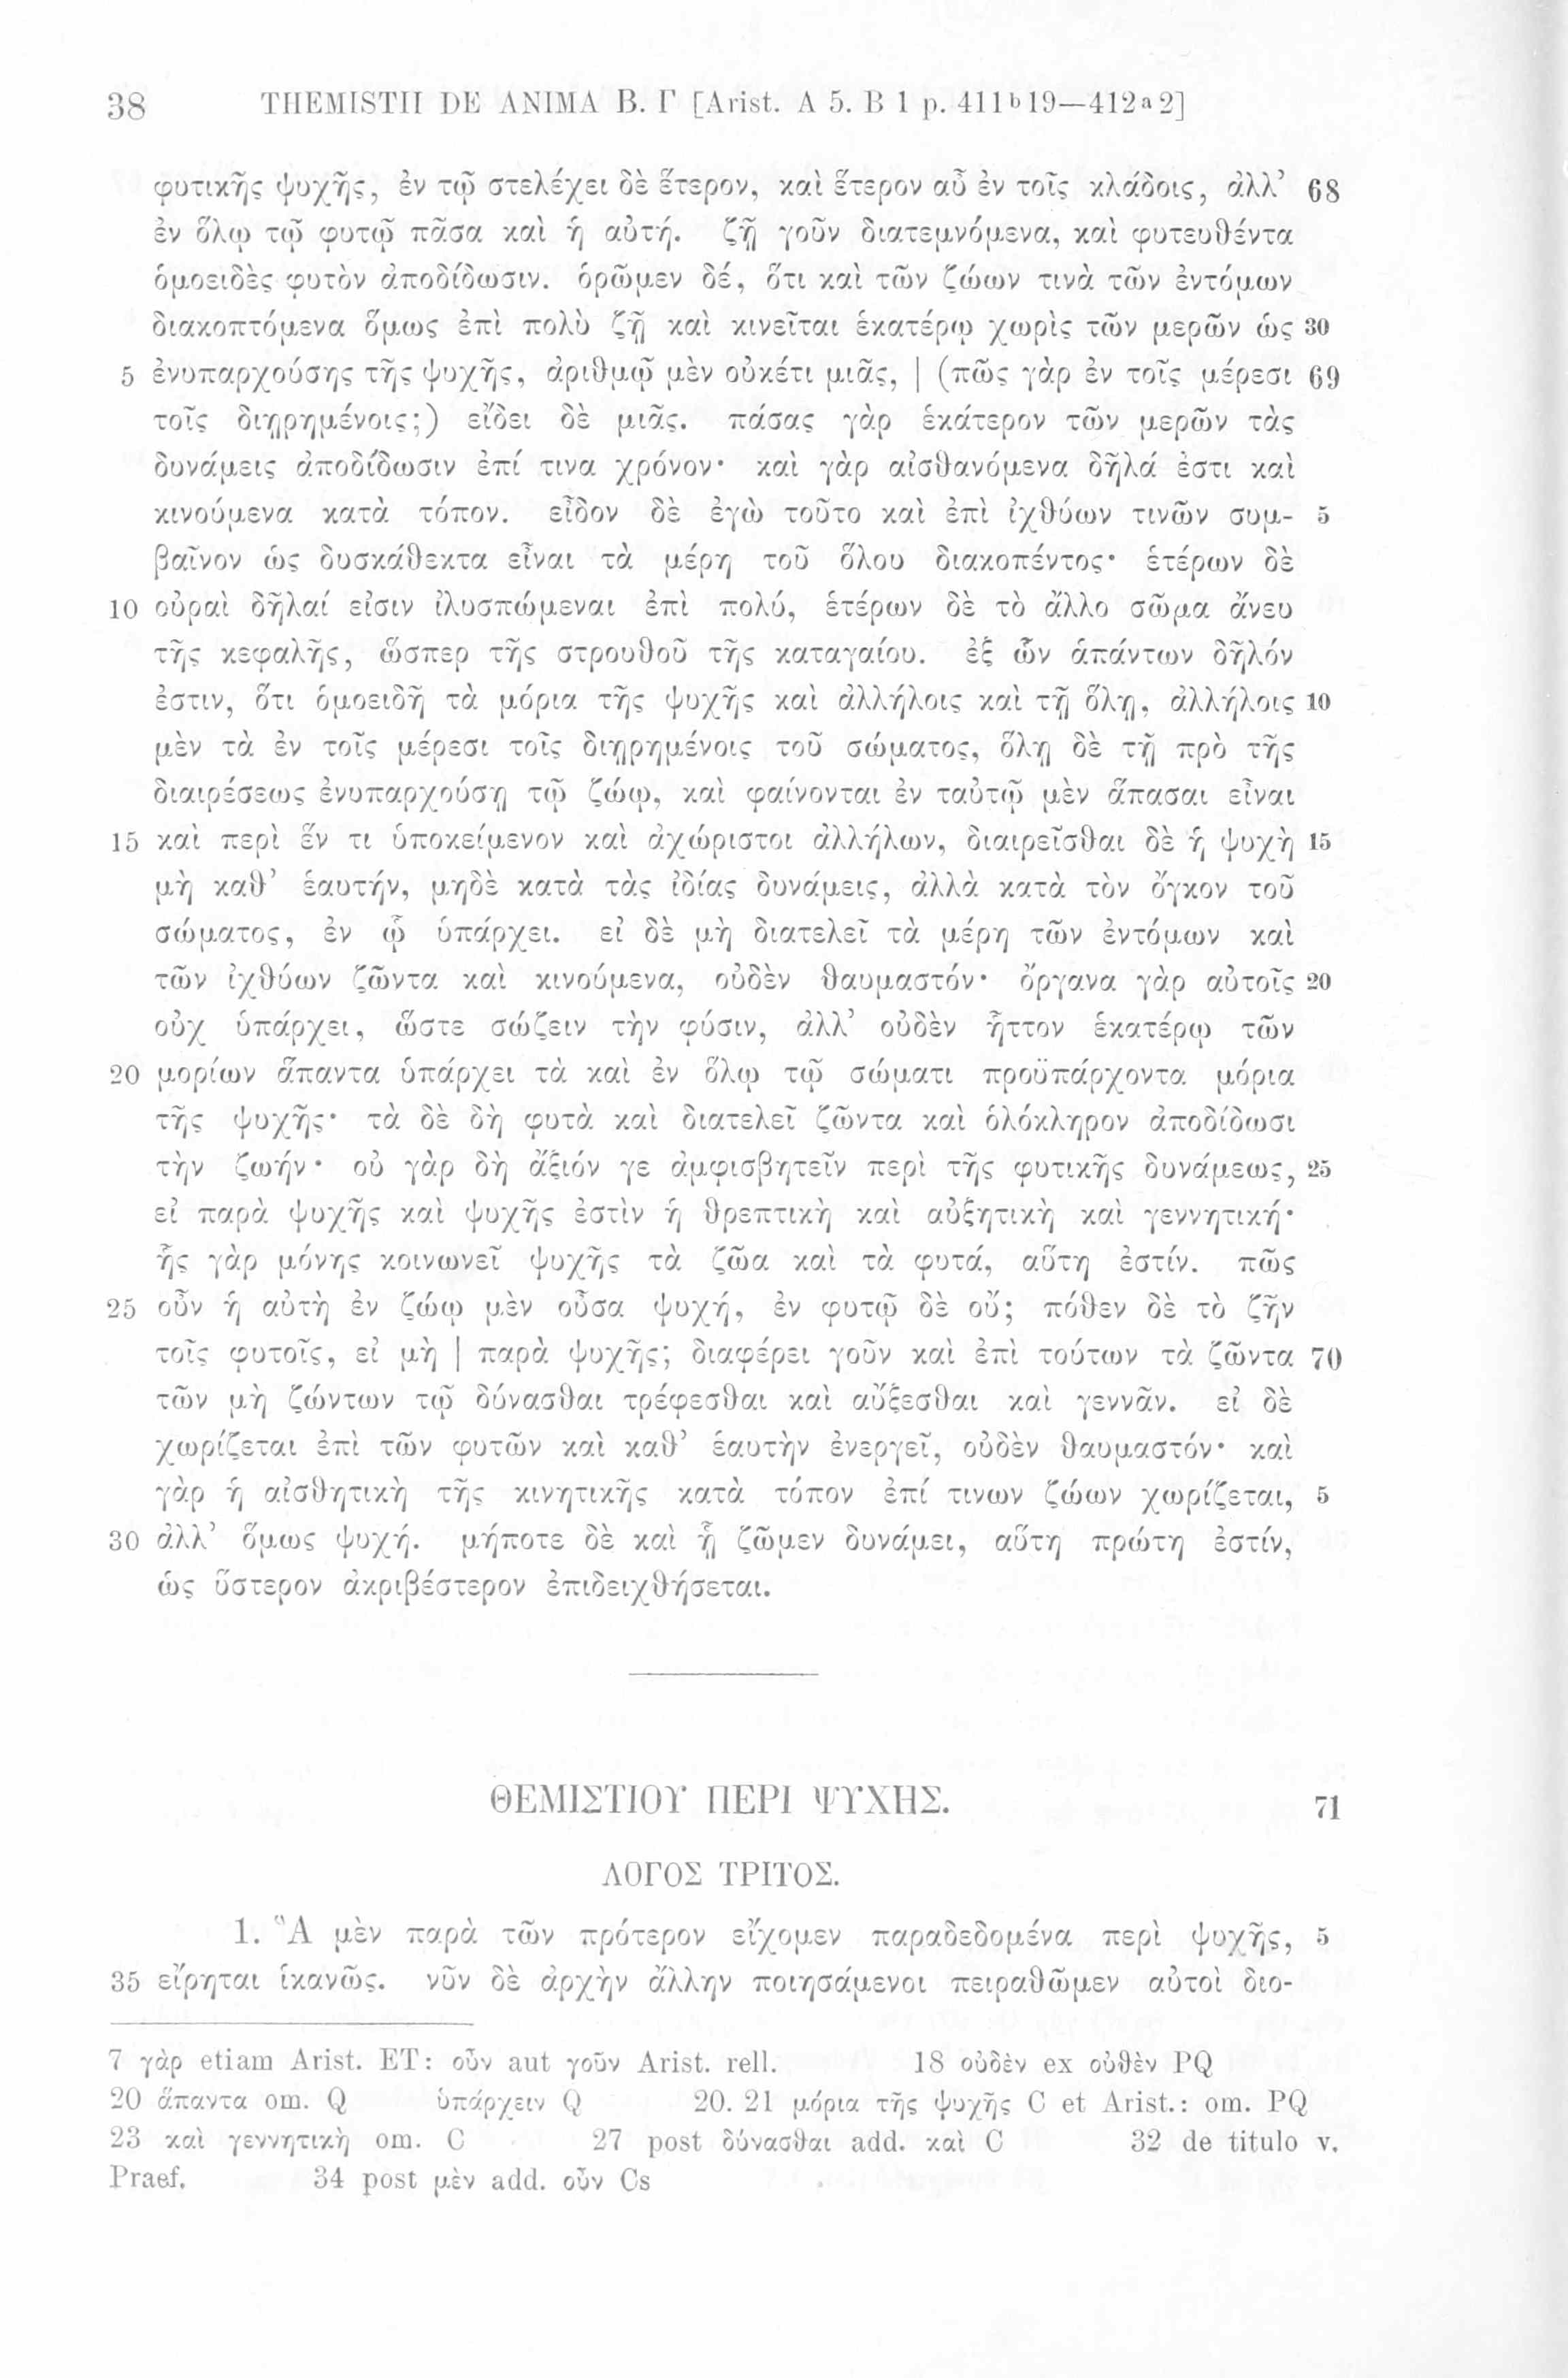 38 THEMISTII DE ANIMA B. Γ [Arist. A 5. B 1 p. 411b19—412a2]
φυτικῆς ψυχῆς, ἐν τῷ στελέχει δὲ ἕτερον, καὶ ἕτερον αὖ ἐν τοῖς κλάδοις, ἀλλ’ 68
ἐν ὅλῳ τῷ φυτῷ πᾶσα καὶ ἡ αὐτή. ζῇ γοῦν διατεμνόμενα, καὶ φυτευθέντα
ὁμοειδὲς φυτὸν ἀποδίδωσιν. ὁρῶμεν δέ, ὅτι καὶ τῶν ζώων τινὰ τῶν ἐντόμων
διακοπτόμενα ὅμως ἐπὶ πολὺ ζῇ καὶ κινεῖται ἑκατέρῳ χωρὶς τῶν μερῶν ὡς 30
5 ἐνυπαρχούσης τῆς ψυχῆς, ἀριθμῷ μὲν οὐκέτι μιᾶς, | (πῶς γὰρ ἐν τοῖς μέρεσι 69
τοῖς διῃρημένοις;) εἴδει δὲ μιᾶς. πάσας γὰρ ἑκάτερον τῶν μερῶν τὰς
δυνάμεις ἀποδίδωσιν ἐπί τινα χρόνον· καὶ γὰρ αἰσθανόμενα δῆλά ἐστι καὶ
κινούμενα κατὰ τόπον. εἶδον δὲ ἐγὼ τοῦτο καὶ ἐπὶ ἰχθύων τινῶν συμ- 5
βαῖνον ὡς δυσκάθεκτα εἶναι τὰ μέρη τοῦ ὅλου διακοπέντος· ἑτέρων δὲ
10 οὐραὶ δῆλαί εἰσιν ἰλυσπώμεναι ἐπὶ πολύ, ἑτέρων δὲ τὸ ἄλλο σῶμα ἄνευ
τῆς κεφαλῆς, ὥσπερ τῆς στρουθοῦ τῆς καταγαίου. ἐξ ὧν ἁπάντων δῆλόν
ἐστιν, ὅτι ὁμοειδῆ τὰ μόρια τῆς ψυχῆς καὶ ἀλλήλοις καὶ τῇ ὅλῃ, ἀλλήλοις 10
μὲν τὰ ἐν τοῖς μέρεσι τοῖς διῃρημένοις τοῦ σώματος, ὅλῃ δὲ τῇ πρὸ τῆς
διαιρέσεως ἐνυπαρχούσῃ τῷ ζώῳ, καὶ φαίνονται ἐν ταὐτῷ μὲν ἅπασαι εἶναι
15 καὶ περὶ ἕν τι ὑποκείμενον καὶ ἀχώριστοι ἀλλήλων, διαιρεῖσθαι δὲ ἡ ψυχὴ 15
μὴ καθ’ ἑαυτήν, μηδὲ κατὰ τὰς ἰδίας δυνάμεις, ἀλλὰ κατὰ τὸν ὄγκον τοῦ
σώματος, ἐν ᾧ ὑπάρχει. εἰ δὲ μὴ διατελεῖ τὰ μέρη τῶν ἐντόμων καὶ
τῶν ἰχθύων ζῶντα καὶ κινούμενα, οὐδὲν θαυμαστόν· ὄργανα γὰρ αὐτοῖς 20
οὐχ ὑπάρχει, ὥστε σώζειν τὴν φύσιν, ἀλλ’ οὐδὲν ἧττον ἑκατέρῳ τῶν
20 μορίων ἅπαντα ὑπάρχει τὰ καὶ ἐν ὅλῳ τῷ σώματι προϋπάρχοντα μόρια
τῆς ψυχῆς· τὰ δὲ δὴ φυτὰ καὶ διατελεῖ ζῶντα καὶ ὁλόκληρον ἀποδίδωσι
τὴν ζωήν· οὐ γὰρ δὴ ἄξιόν γε ἀμφισβητεῖν περὶ τῆς φυτικῆς δυνάμεως, 25
εἰ παρὰ ψυχῆς καὶ ψυχῆς ἐστὶν ἡ θρεπτικὴ καὶ αὐξητικὴ καὶ γεννητική·
ἧς γὰρ μόνης κοινωνεῖ ψυχῆς τὰ ζῶα καὶ τὰ φυτά, αὕτη ἐστίν. πῶς
25 οὖν ἡ αὐτὴ ἐν ζώῳ μὲν οὖσα ψυχή, ἐν φυτῷ δὲ οὔ; πόθεν δὲ τὸ ζῆν
τοῖς φυτοῖς, εἰ μὴ | παρὰ ψυχῆς; διαφέρει γοῦν καὶ ἐπὶ τούτων τὰ ζῶντα 70
τῶν μὴ ζώντων τῷ δύνασθαι τρέφεσθαι καὶ αὔξεσθαι καὶ γεννᾶν. εἰ δὲ
χωρίζεται ἐπὶ τῶν φυτῶν καὶ καθ’ ἑαυτὴν ἐνεργεῖ, οὐδὲν θαυμαστόν· καὶ
γὰρ ἡ αἰσθητικὴ τῆς κινητικῆς κατὰ τόπον ἐπί τινων ζώων χωρίζεται, 5
30 ἀλλ’ ὅμως ψυχή. μήποτε δὲ καὶ ᾗ ζῶμεν δυνάμει, αὕτη πρώτη ἐστίν,
ὡς ὕστερον ἀκριβέστερον ἐπιδειχθήσεται.
ΘΕΜΙΣΤΙΟΥ ΠΕΡΙ ΨΥΧΗΣ. 71
ΛΟΓΟΣ ΤΡΙΤΟΣ.
1. Ἃ μὲν παρὰ τῶν πρότερον εἴχομεν παραδεδομένα περὶ ψυχῆς, 5
35 εἴρηται ἱκανῶς. νῦν δὲ ἀρχὴν ἄλλην ποιησάμενοι πειραθῶμεν αὐτοὶ διο-
7 γὰρ etiam Arist. ET: οὖν aut γοῦν Arist. rell. 18 οὐδὲν ex οὐθὲν PQ
20 ἅπαντα om. Q ὑπάρχειν Q 20. 21 μόρια τῆς ψυχῆς C et Arist.: om. PQ
23 καὶ γεννητικὴ om. C 27 post δύνασθαι add. καὶ C 32 de titulo v.
Praef. 34 post μὲν add. οὖν Cs